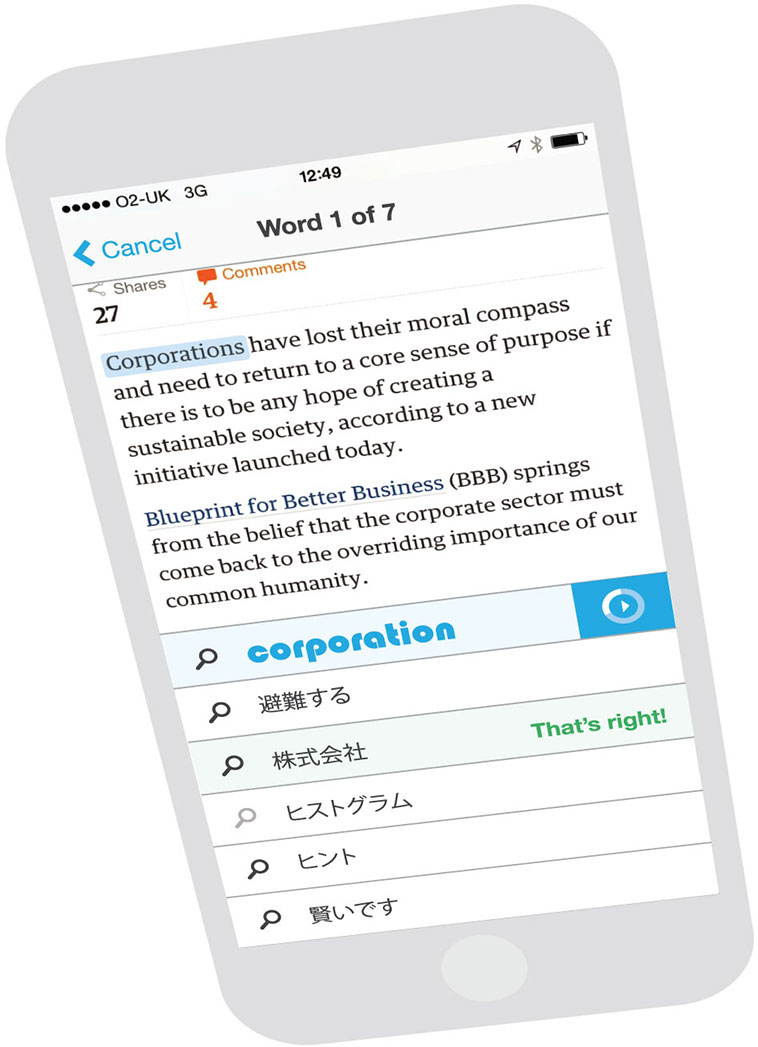 ●●●●● O2-UK 3G 12:49
Cancel Word 1 of 7
Shares Comments
27 4
Corporations have lost their moral compass
and need to return to a core sense of purpose if
there is to be any hope of creating a
sustainable society, according to a new
initiative launched today.
Blueprint for Better Business (BBB) springs
from the belief that the corporate sector must
come back to the overriding importance of our
common humanity.
corporation
避難する
株式会社 That's right!
ヒストグラム
ヒント
賢いです